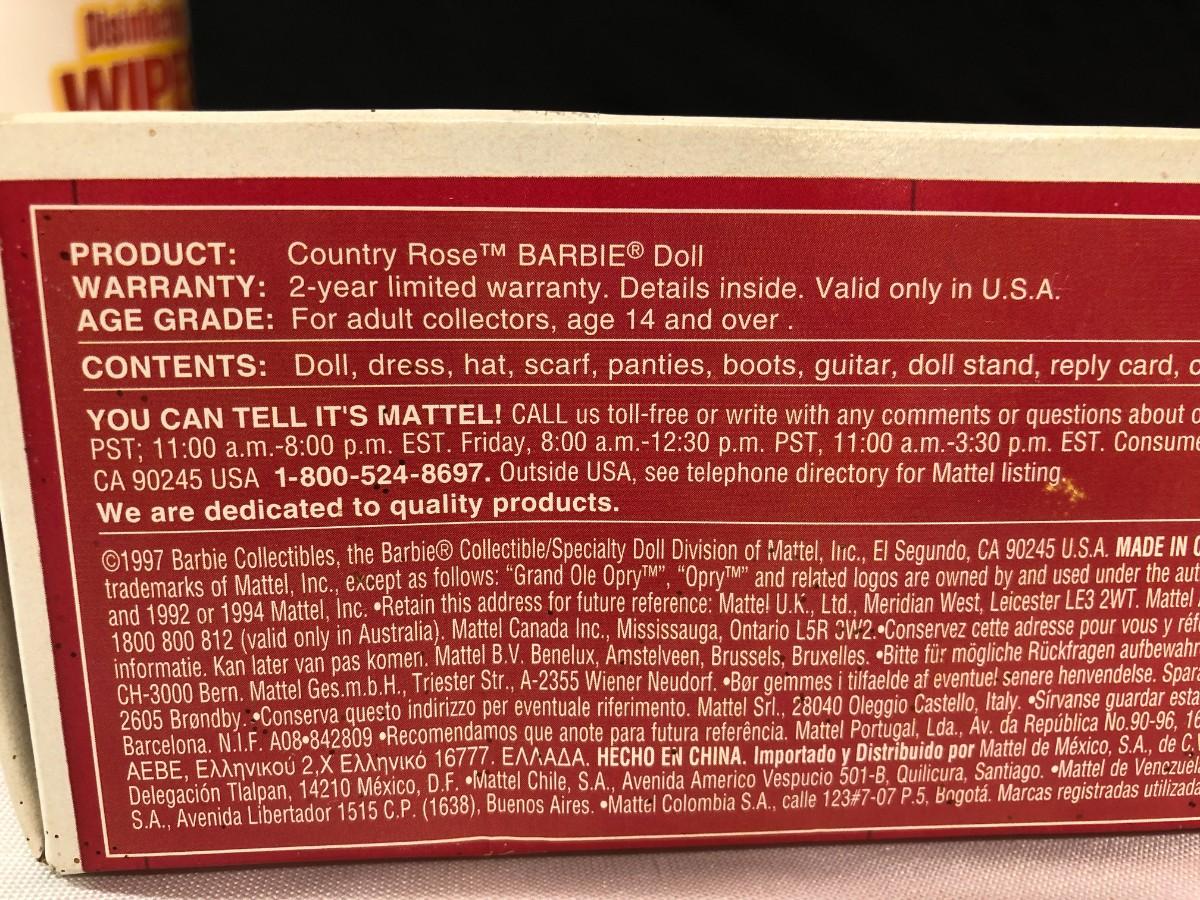 WIPE
PRODUCT: Country Rose™ BARBIE® Doll
WARRANTY: 2-year limited warranty. Details inside. Valid only in U.S.A.
AGE GRADE: For adult collectors, age 14 and over .
CONTENTS: Doll, dress, hat, scarf, panties, boots, guitar, doll stand, reply card,
YOU CAN TELL IT'S MATTEL! CALL us toll-free or write with any comments or questions about
PST; 11:00 a.m.-8:00 p.m. EST. Friday, 8:00 a.m.-12:30 p.m. PST, 11:00 a.m.-3:30 p.m. EST. Consum
CA 90245 USA 1-800-524-8697. Outside USA, see telephone directory for Mattel listing.
We are dedicated to quality products.
©1997 Barbie Collectibles, the Barbie® Collectible/Specialty Doll Division of Mattel, Inc., El Segundo, CA 90245 U.S.A. MADE IN
trademarks of Mattel, Inc., except as follows: “Grand Ole Opry™”, “Opry™” and related logos are owned by and used under the aut
and 1992 or 1994 Mattel, Inc. •Retain this address for future reference: Mattel U.K., Ltd., Meridian West, Leicester LE3 2WT. Mattel
1800 800 812 (valid only in Australia). Mattel Canada Inc., Mississauga, Ontario L5R 3W2.•Conservez cette adresse pour vous y réf
informatie. Kan later van pas komen. Mattel B.V. Benelux, Amstelveen, Brussels, Bruxelles. •Bitte für mögliche Rückfragen aufbewahr
CH-3000 Bern. Mattel Ges.m.b.H., Triester Str., A-2355 Wiener Neudorf. •Bør gemmes i tilfaelde af eventuel senere henvendelse. Spara
2605 Brøndby. •Conserva questo indirizzo per eventuale riferimento. Mattel Srl., 28040 Oleggio Castello, Italy. •Sírvanse guardar esta
Barcelona. N.I.F. A08•842809 •Recomendamos que anote para futura referência. Mattel Portugal, Lda., Av. da República No.90-96, 1
AEBE, Ελληνικού 2,X Ελληνικό 16777. ΕΛΛΑΔΑ. HECHO EN CHINA. Importado y Distribuido por Mattel de México, S.A., de C.
Delegación Tlalpan, 14210 México, D.F. •Mattel Chile, S.A., Avenida Americo Vespucio 501-B, Quilicura, Santiago. •Mattel de Venezuel
S.A., Avenida Libertador 1515 C.P. (1638), Buenos Aires. •Mattel Colombia S.A., calle 123#7-07 P.5, Bogotá. Marcas registradas utilizada